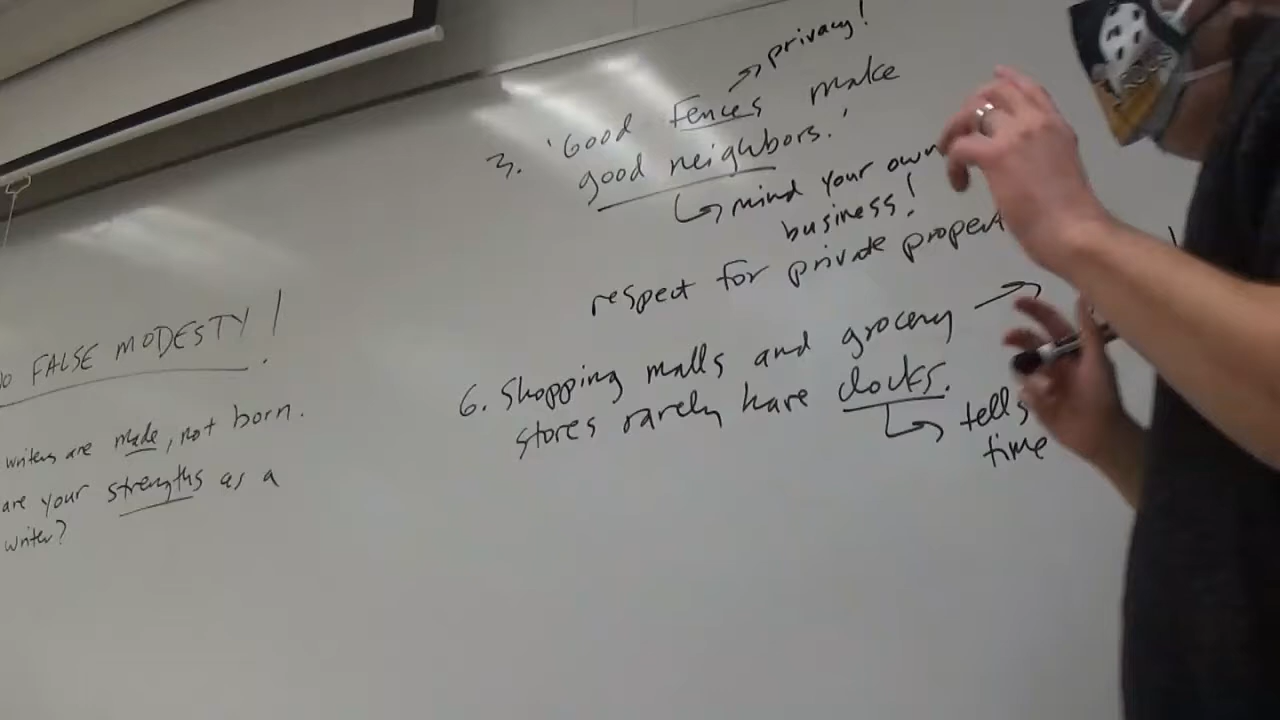 FALSE MODESTY!
writers are made, not born.
are your strengths as a
writer?
privacy!
3. 'Good Fences make
good neighbors.'
mind your own
business!
respect for private
6. Shopping malls and grocery
stores rarely have clocks.
tells
time